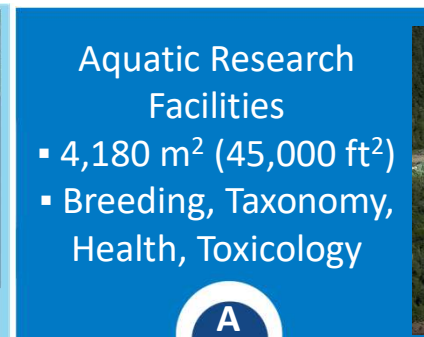 Aquatic Research
Facilities
▪ 4,180 m² (45,000 ft²)
▪ Breeding, Taxonomy,
Health, Toxicology
A